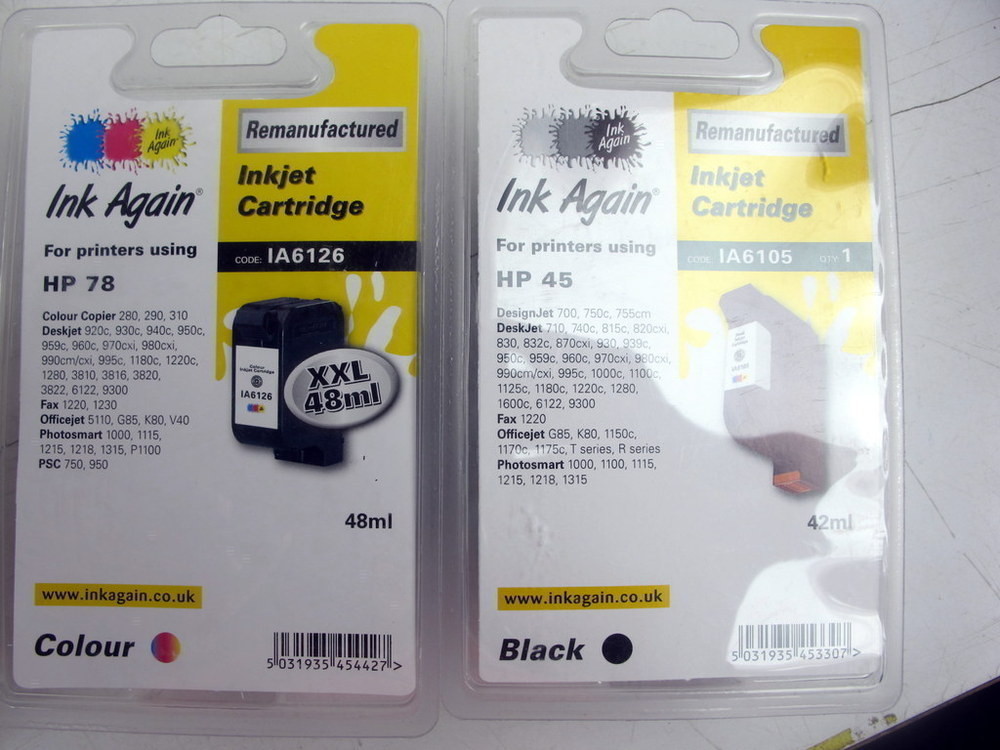 Remanufactured
Ink Again
Ink Again®
Inkjet
Cartridge
For printers using
CODE: IA6126
HP 78
Colour Copier 280, 290, 310
Deskjet 920c, 930c, 940c, 950c,
959c, 960c, 970cxi, 980cxi,
990cm/cxi, 995c, 1180c, 1220c,
1280, 3810, 3816, 3820,
3822, 6122, 9300
Fax 1220, 1230
Officejet 5110, G85, K80, V40
Photosmart 1000, 1115,
1215, 1218, 1315, P1100
PSC 750, 950
Colour
Inkjet Cartridge
IA6126
XXL
48ml
48ml
www.inkagain.co.uk
Colour
5 031935 454427 >
Remanufactured
Ink Again
Ink Again®
Inkjet
Cartridge
For printers using
CODE: IA6105 QTY: 1
HP 45
DesignJet 700, 750c, 755cm
DeskJet 710, 740c, 815c, 820cxi,
830, 832c, 870cxi, 930, 939c,
950c, 959c, 960c, 970cxi, 980cxi,
990cm/cxi, 995c, 1000c, 1100c,
1125c, 1180c, 1220c, 1280,
1600c, 6122, 9300
Fax 1220
Officejet G85, K80, 1150c,
1170c, 1175c, T series, R series
Photosmart 1000, 1100, 1115,
1215, 1218, 1315
42ml
www.inkagain.co.uk
Black
5 031935 453307 >